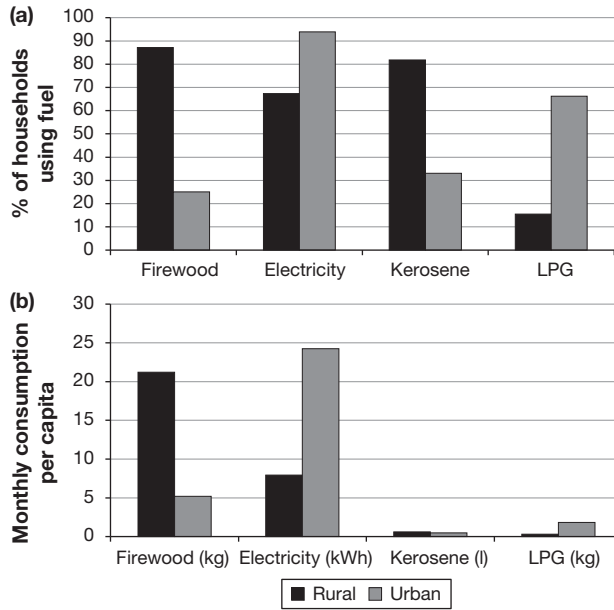 (a)
% of households
using fuel
100
90
80
70
60
50
40
30
20
10
0
Firewood Electricity Kerosene LPG
(b)
Monthly consumption
per capita
30
25
20
15
10
5
0
Firewood (kg) Electricity (kWh) Kerosene (l) LPG (kg)
Rural Urban